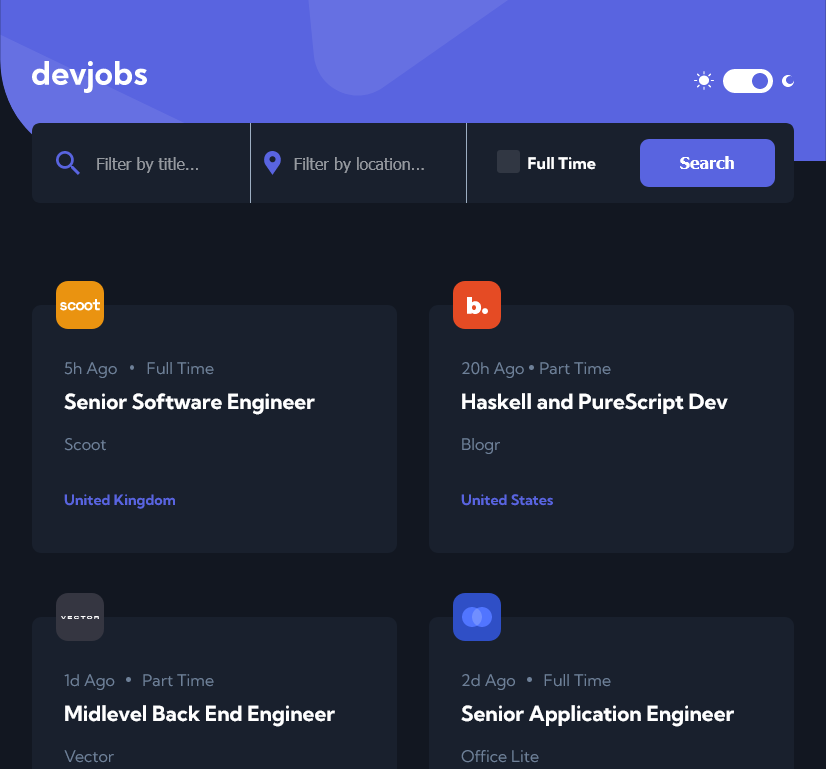 devjobs
Filter by title...
Filter by location...
Full Time
Search
scoot
5h Ago • Full Time
Senior Software Engineer
Scoot
United Kingdom
b.
20h Ago • Part Time
Haskell and PureScript Dev
Blogr
United States
VECTOR
1d Ago • Part Time
Midlevel Back End Engineer
Vector
2d Ago • Full Time
Senior Application Engineer
Office Lite